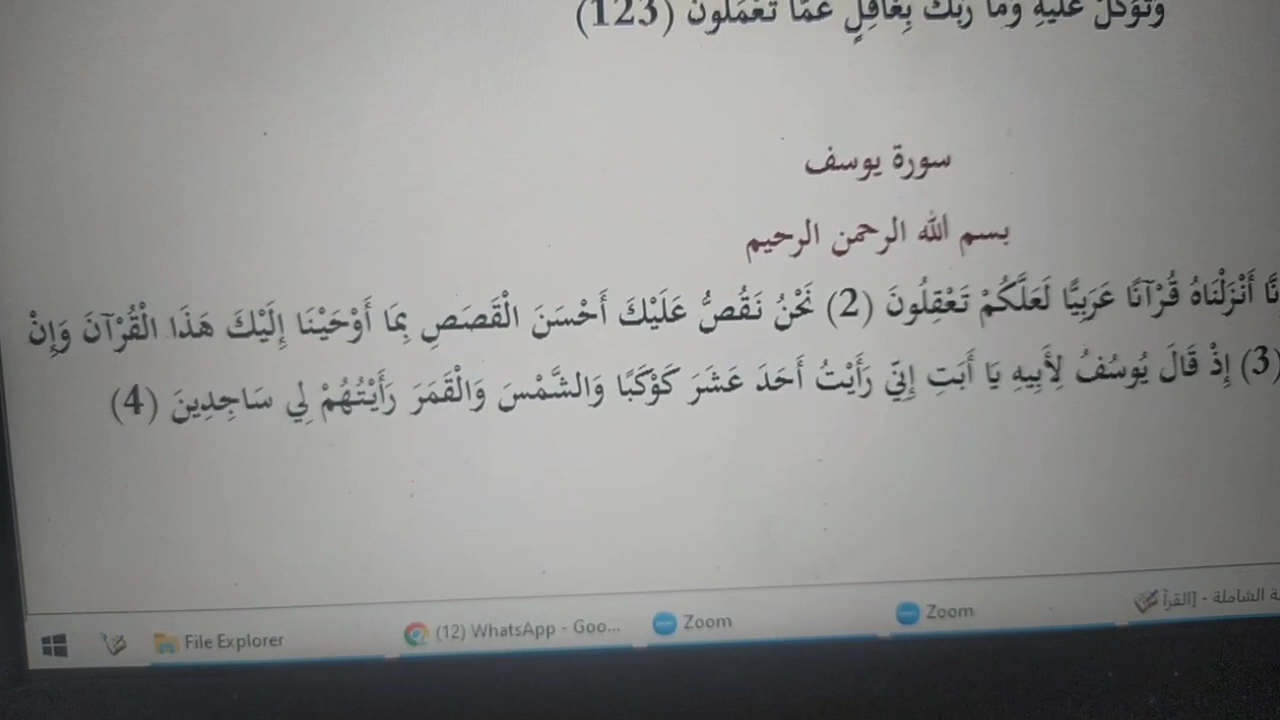 وَتَوَكَّلْ عَلَيْهِ وَمَا رَبُّكَ بِغَافِلٍ عَمَّا تَعْمَلُونَ (123)
سورة يوسف
بسم الله الرحمن الرحيم
أَنْزَلْنَاهُ قُرْآنًا عَرَبِيًّا لَعَلَّكُمْ تَعْقِلُونَ (2) نَحْنُ نَقُصُّ عَلَيْكَ أَحْسَنَ الْقَصَصِ بِمَا أَوْحَيْنَا إِلَيْكَ هَذَا الْقُرْآنَ وَإِنْ
(3) إِذْ قَالَ يُوسُفُ لِأَبِيهِ يَا أَبَتِ إِنِّي رَأَيْتُ أَحَدَ عَشَرَ كَوْكَبًا وَالشَّمْسَ وَالْقَمَرَ رَأَيْتُهُمْ لِي سَاجِدِينَ (4)
File Explorer (12) WhatsApp - Goo... Zoom Zoom الشاملة - [القرآ